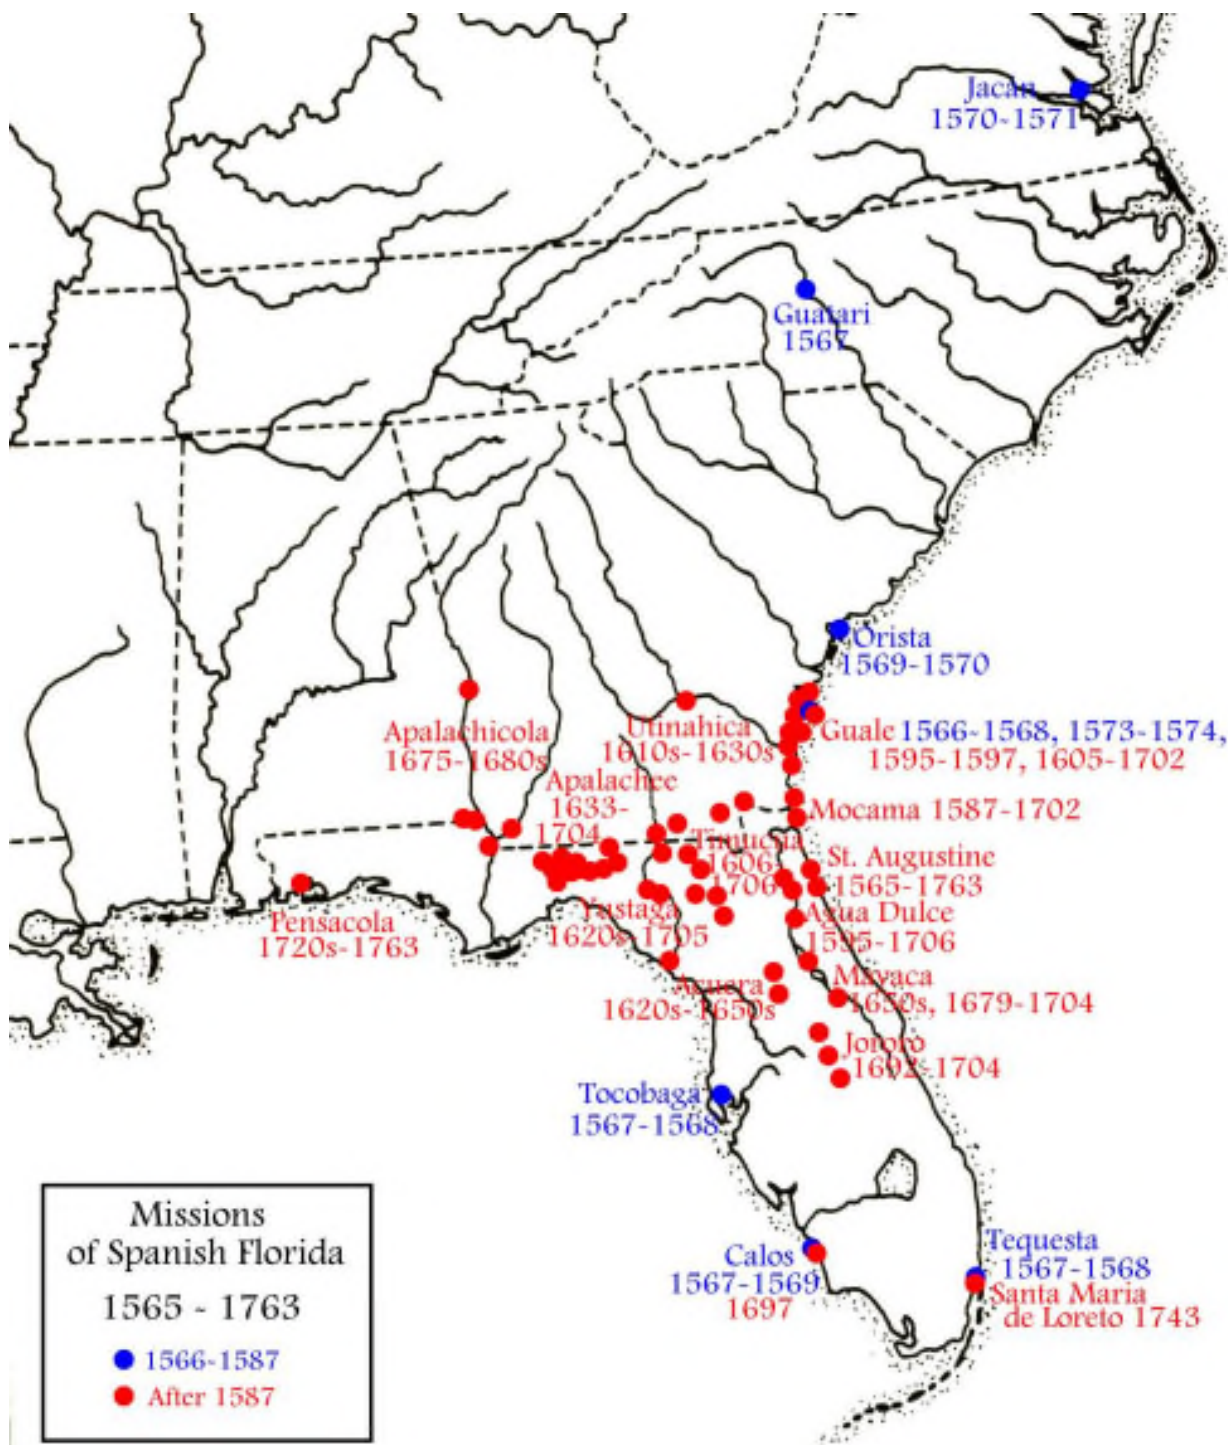 Jacán
1570-1571
Guatari
1567
Orista
1569-1570
Apalachicola
1675-1680s
Utinahica
1610s-1630s
Guale 1566-1568, 1573-1574,
1595-1597, 1605-1702
Apalachee
1633-
1704
Mocama 1587-1702
Timucua
1606-
1706
St. Augustine
1565-1763
Pensacola
1720s-1763
Yustaga
1620s-1705
Agua Dulce
1595-1706
Acuera
1620s-1650s
Mayaca
1650s, 1679-1704
Jororo
1692-1704
Tocobaga
1567-1568
Calos
1567-1569
1697
Tequesta
1567-1568
Santa Maria
de Loreto 1743
Missions
of Spanish Florida
1565 - 1763
1566-1587
After 1587